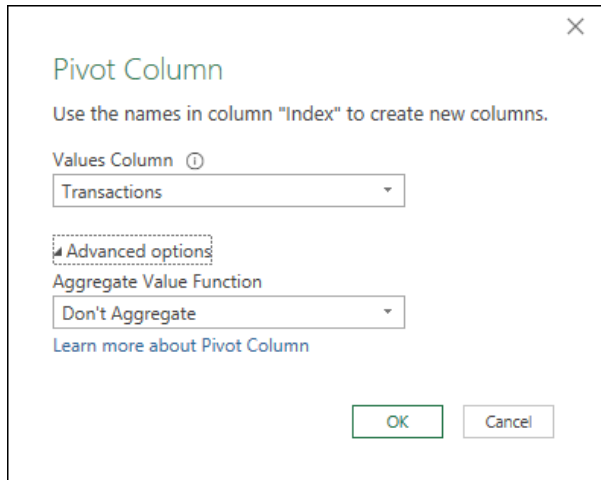 Pivot Column
Use the names in column "Index" to create new columns.
Values Column
Transactions
Advanced options
Aggregate Value Function
Don't Aggregate
Learn more about Pivot Column
OK Cancel